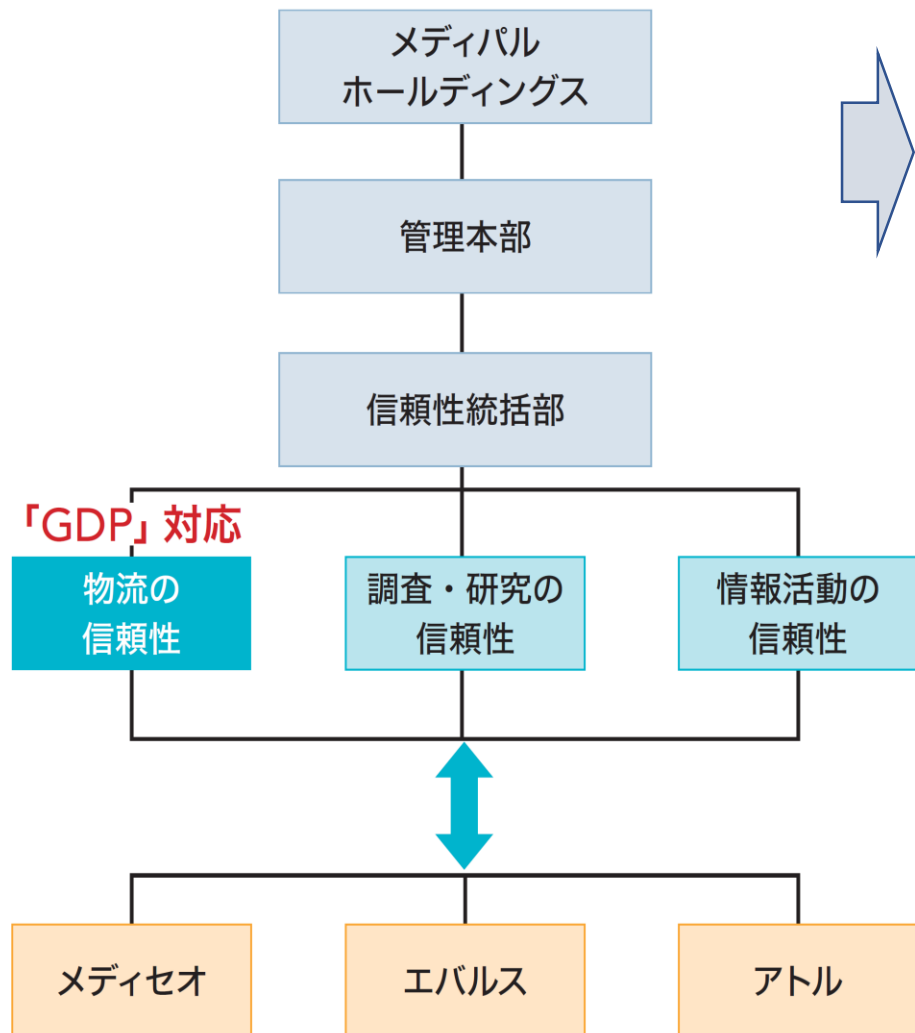 メディパル
ホールディングス
管理本部
信頼性統括部
「GDP」対応
物流の
信頼性
調査・研究の
信頼性
情報活動の
信頼性
メディセオ
エバルス
アトル